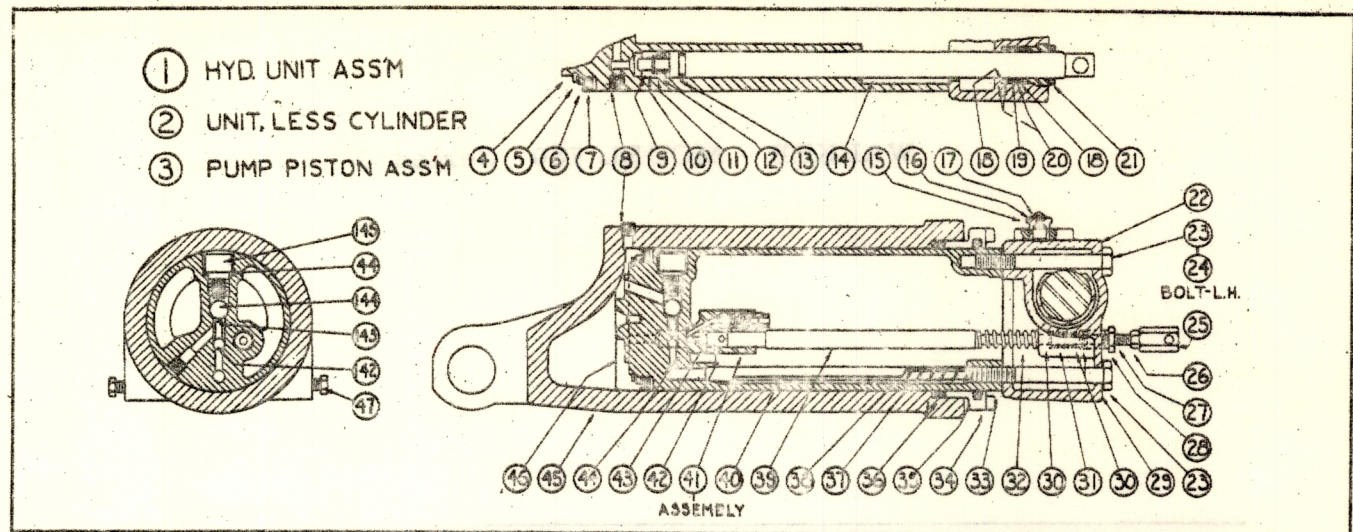 1 HYD. UNIT ASS'M
2 UNIT, LESS CYLINDER
3 PUMP PISTON ASS'M
4 5 6 7 8 9 10 11 12 13 14 15 16 17 18 19 20 18 21
22
23
24
BOLT-L.H.
25
26
27
28
23
145
44
144
143
142
47
46 45 44 43 42 41 40 39 38 37 36 35 34 33 32 30 31 30 29
ASSEMELY